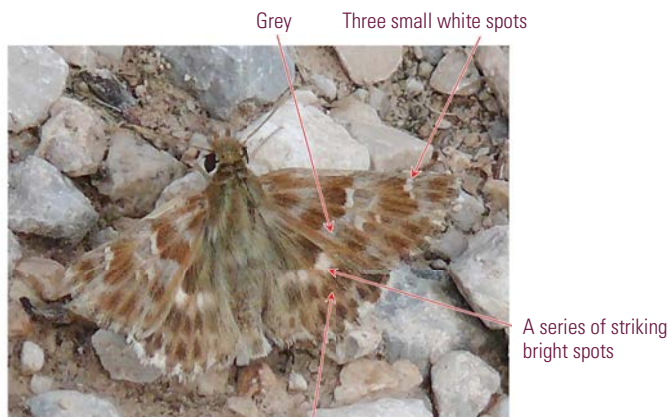 Grey
Three small white spots
A series of striking
bright spots